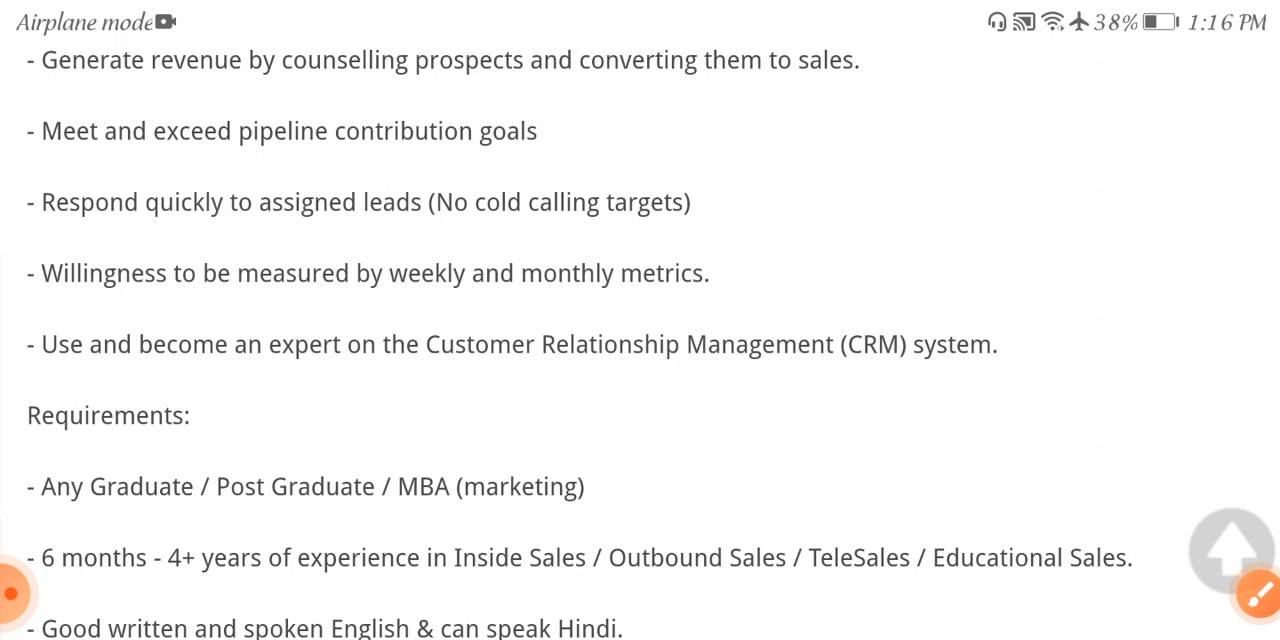 Airplane mode 38% 1:16 PM
- Generate revenue by counselling prospects and converting them to sales.
- Meet and exceed pipeline contribution goals
- Respond quickly to assigned leads (No cold calling targets)
- Willingness to be measured by weekly and monthly metrics.
- Use and become an expert on the Customer Relationship Management (CRM) system.
Requirements:
- Any Graduate / Post Graduate / MBA (marketing)
- 6 months - 4+ years of experience in Inside Sales / Outbound Sales / TeleSales / Educational Sales.
- Good written and spoken English & can speak Hindi.